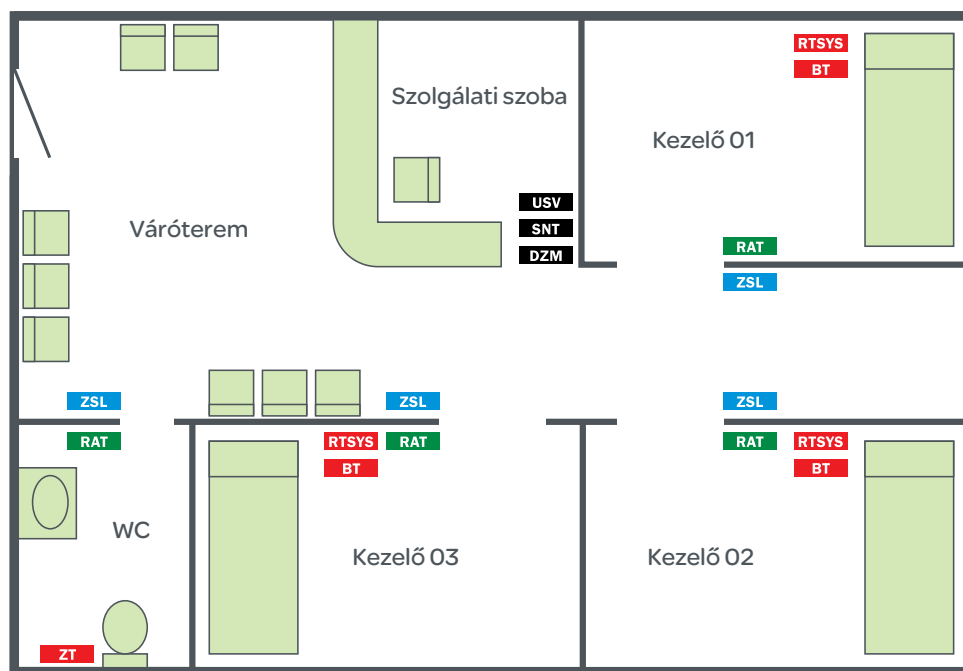 RTSYS
BT
Szolgálati szoba
Kezelő 01
USV
SNT
DZM
Váróterem
RAT
ZSL
ZSL
ZSL
ZSL
RAT
RTSYS
RAT
BT
RAT
RTSYS
BT
WC
Kezelő 03
Kezelő 02
ZT